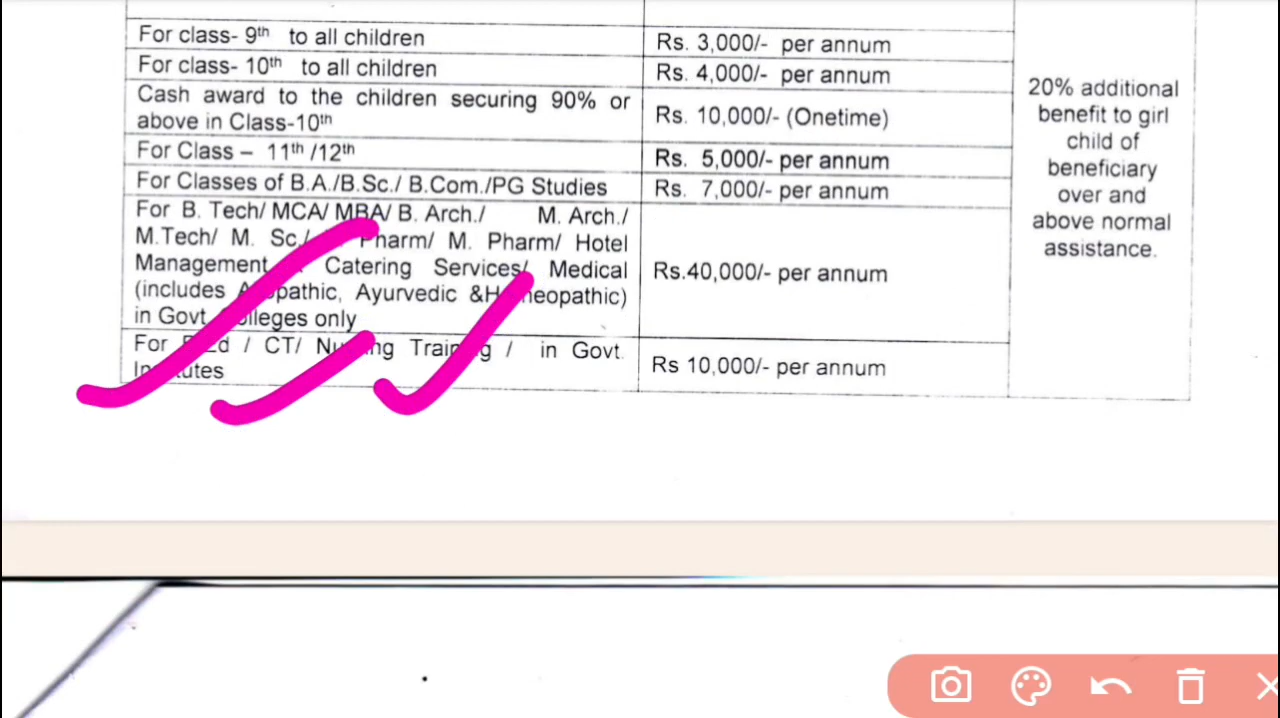 For class- 9th to all children
Rs. 3,000/- per annum
For class- 10th to all children
Rs. 4,000/- per annum
Cash award to the children securing 90% or
above in Class-10th
Rs. 10,000/- (Onetime)
For Class – 11th /12th
Rs. 5,000/- per annum
For Classes of B.A./B.Sc./ B.Com./PG Studies
Rs. 7,000/- per annum
For B. Tech/ MCA/ MBA/ B. Arch./ M. Arch./
M.Tech/ M. Sc./ Pharm/ M. Pharm/ Hotel
Management Catering Services/ Medical
(includes Ayurvedic &
in Govt. only
Rs.40,000/- per annum
For / CT/ Training / in Govt.
Rs 10,000/- per annum
20% additional
benefit to girl
child of
beneficiary
over and
above normal
assistance.